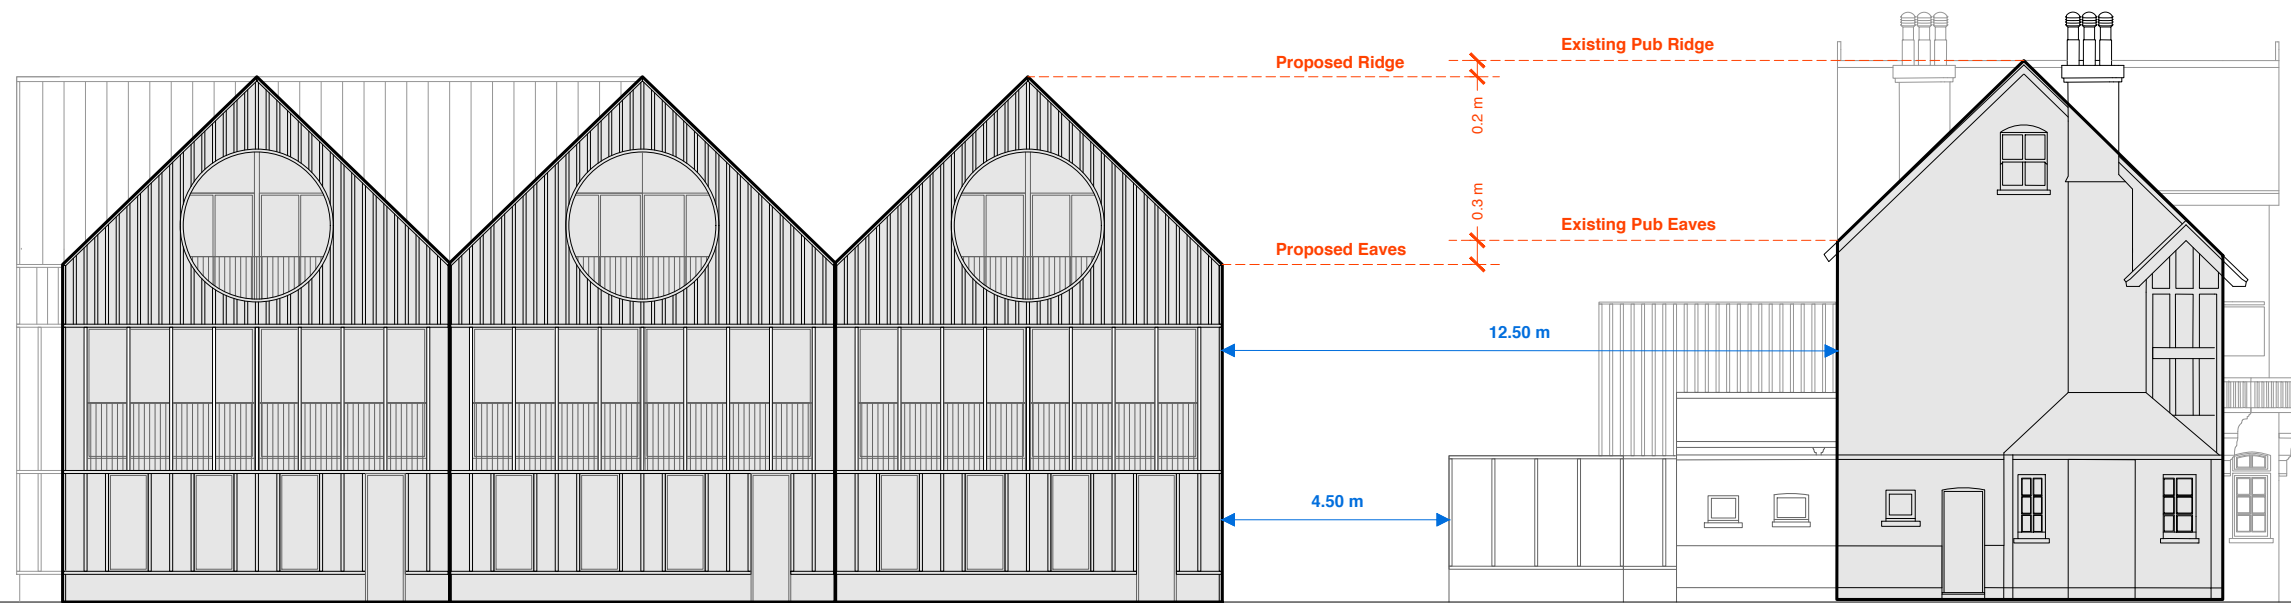 Existing Pub Ridge
Proposed Ridge
0.2 m
0.3 m
Existing Pub Eaves
Proposed Eaves
12.50 m
4.50 m